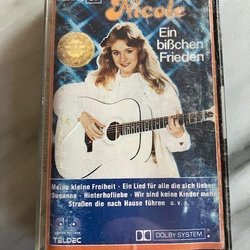 Nicole
Ein
bißchen
Frieden
Meine kleine Freiheit - Ein Lied für alle die sich lieben
Susanna - Hinterhofliebe - Wir sind keine Kinder mehr
Straßen die nach Hause führen u. v. a.
TELDEC
DOLBY SYSTEM